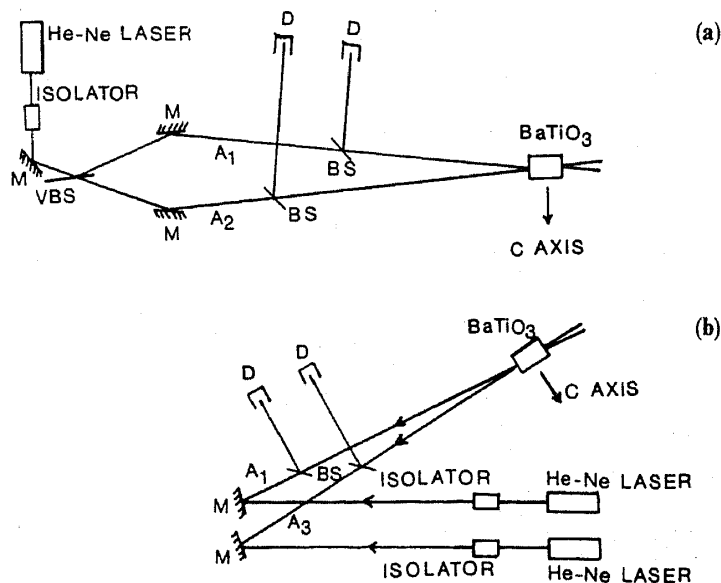 (a)
He-Ne LASER
D
D
ISOLATOR
M
A1
BS
BaTiO3
M
VBS
M
A2
BS
C AXIS
(b)
BaTiO3
D
D
C AXIS
A1
BS
ISOLATOR
He-Ne LASER
M
A3
M
ISOLATOR
He-Ne LASER